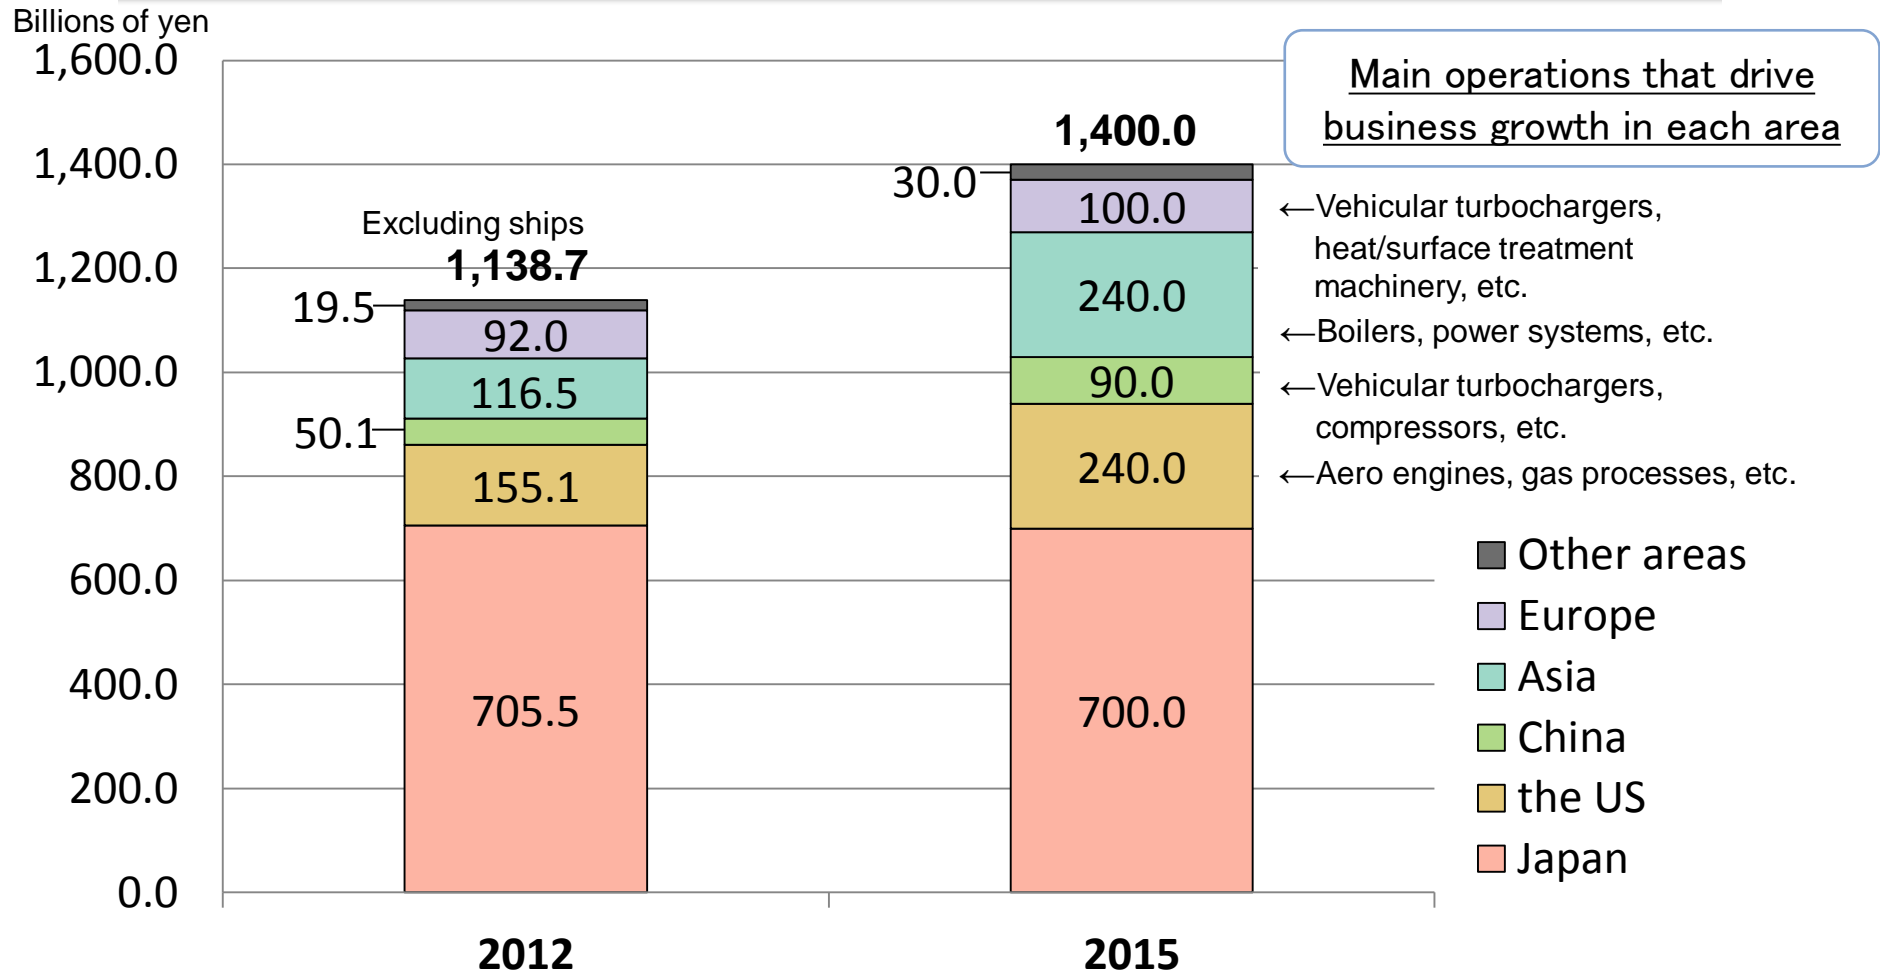 Billions of yen
1,600.0
1,400.0
1,200.0
1,000.0
800.0
600.0
400.0
200.0
0.0
Excluding ships
1,138.7
19.5
92.0
116.5
50.1
155.1
705.5
2012
1,400.0
30.0
100.0
240.0
90.0
240.0
700.0
2015
Main operations that drive
business growth in each area
←Vehicular turbochargers,
heat/surface treatment
machinery, etc.
←Boilers, power systems, etc.
←Vehicular turbochargers,
compressors, etc.
←Aero engines, gas processes, etc.
Other areas
Europe
Asia
China
the US
Japan